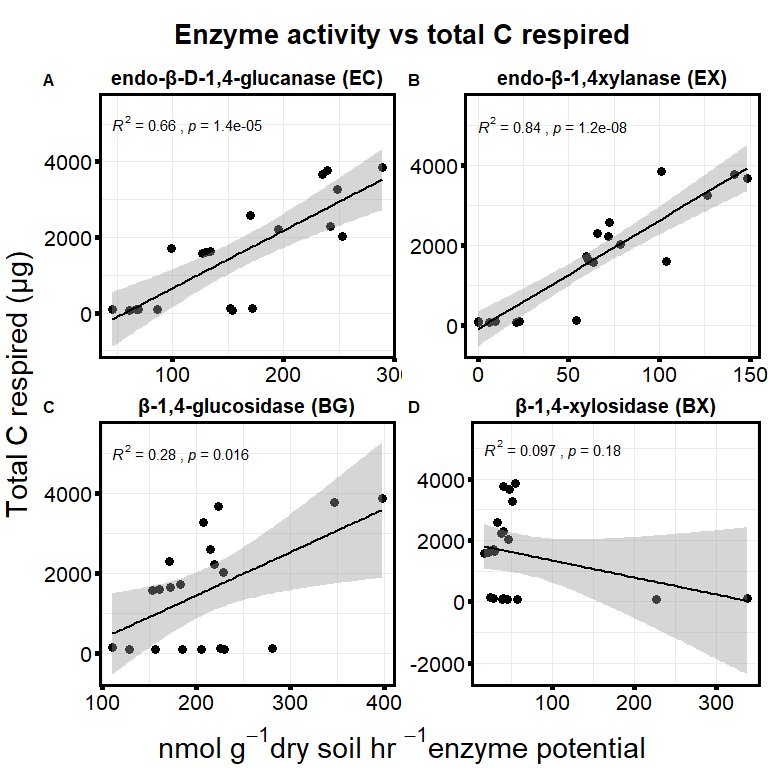 Enzyme activity vs total C respired
A
endo-β-D-1,4-glucanase (EC)
R² = 0.66 , p = 1.4e-05
4000
2000
0
100
200
300
B
endo-β-1,4xylanase (EX)
R² = 0.84 , p = 1.2e-08
4000
2000
0
0
50
100
150
C
β-1,4-glucosidase (BG)
R² = 0.28 , p = 0.016
4000
2000
0
100
200
300
400
D
β-1,4-xylosidase (BX)
R² = 0.097 , p = 0.18
4000
2000
0
-2000
100
200
300
Total C respired (µg)
nmol g⁻¹dry soil hr ⁻¹enzyme potential